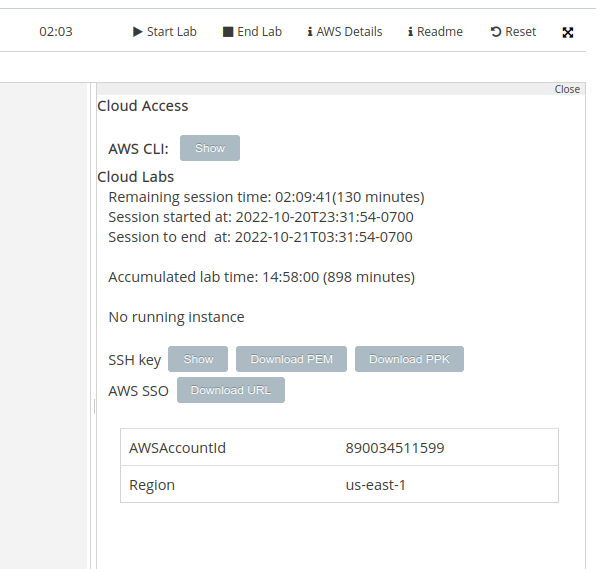 02:03 Start Lab End Lab AWS Details Readme Reset
Close
Cloud Access
AWS CLI: Show
Cloud Labs
Remaining session time: 02:09:41(130 minutes)
Session started at: 2022-10-20T23:31:54-0700
Session to end  at: 2022-10-21T03:31:54-0700
Accumulated lab time: 14:58:00 (898 minutes)
No running instance
SSH key Show Download PEM Download PPK
AWS SSO Download URL
AWSAccountId 890034511599
Region us-east-1